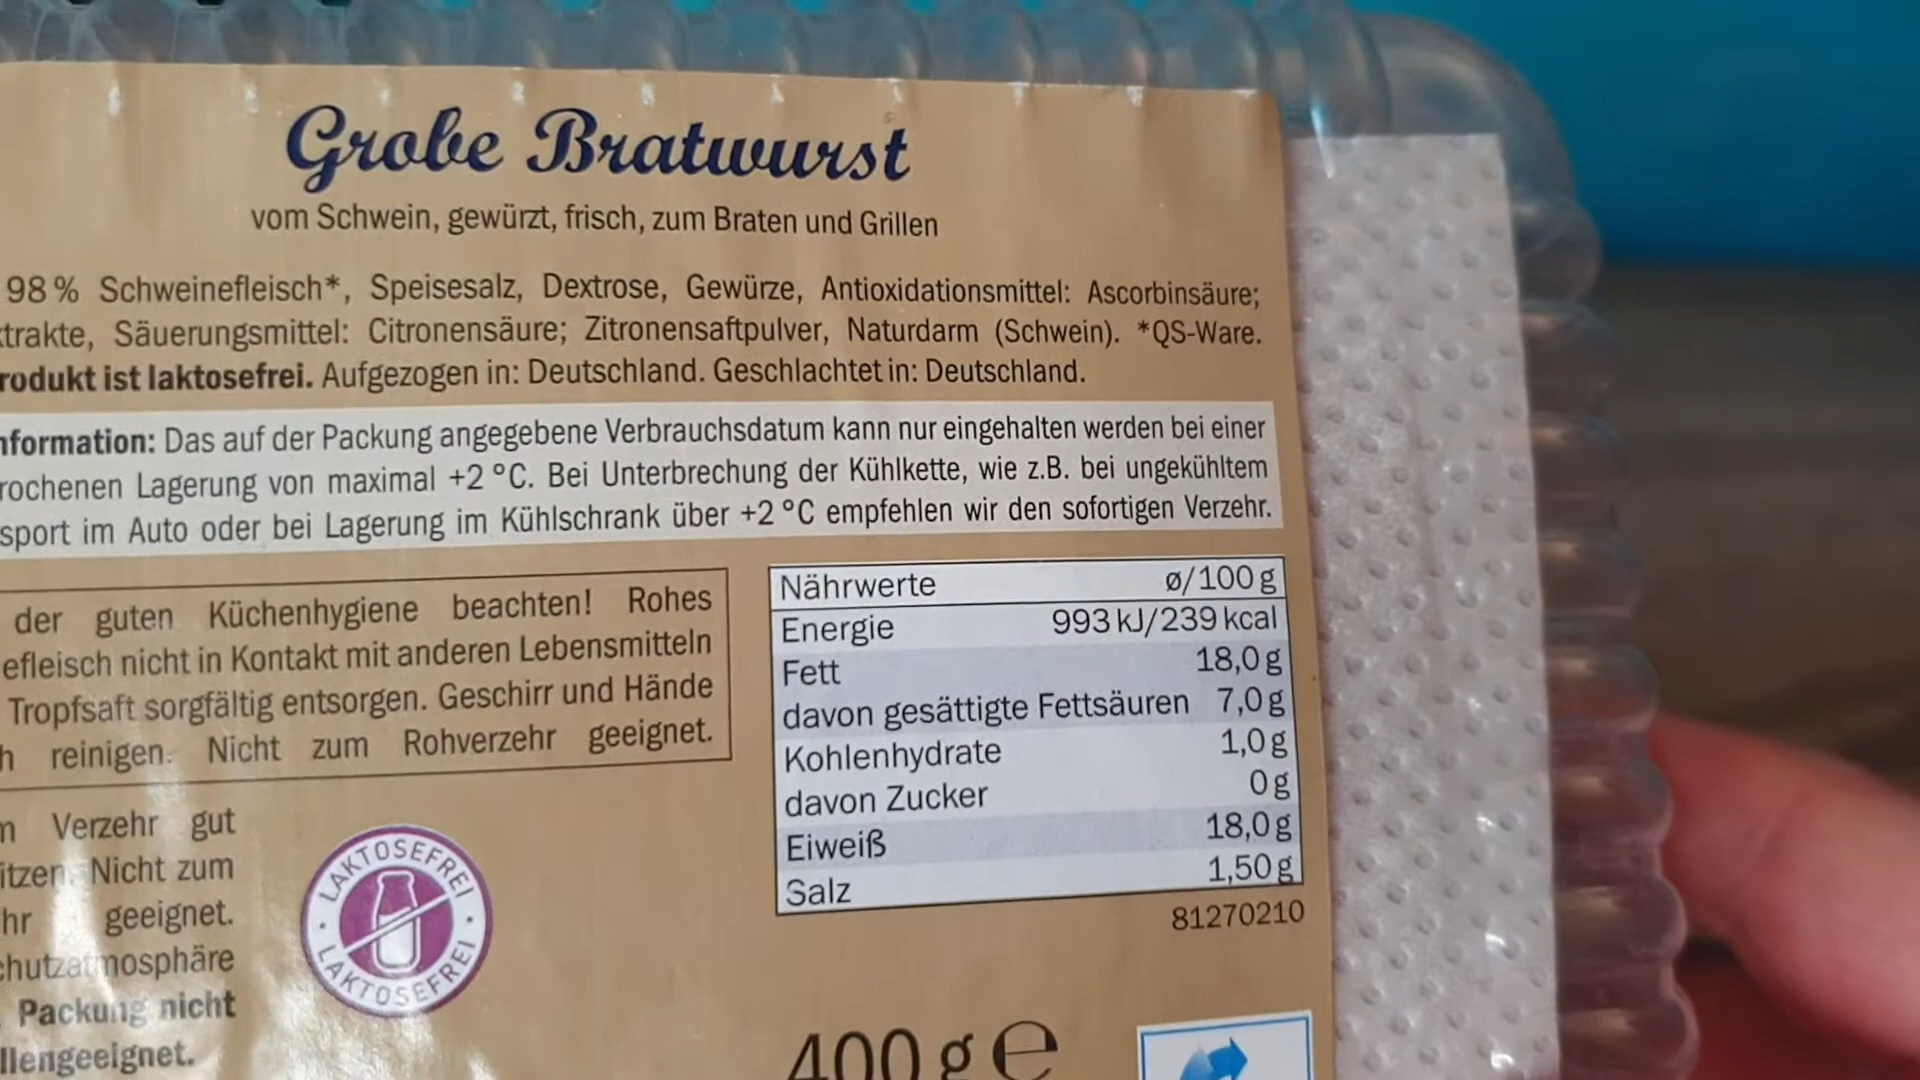 Grobe Bratwurst
vom Schwein, gewürzt, frisch, zum Braten und Grillen
98 % Schweinefleisch*, Speisesalz, Dextrose, Gewürze, Antioxidationsmittel: Ascorbinsäure;
trakte, Säuerungsmittel: Citronensäure; Zitronensaftpulver, Naturdarm (Schwein). *QS-Ware.
rodukt ist laktosefrei. Aufgezogen in: Deutschland. Geschlachtet in: Deutschland.
nformation: Das auf der Packung angegebene Verbrauchsdatum kann nur eingehalten werden bei einer
rochenen Lagerung von maximal +2 °C. Bei Unterbrechung der Kühlkette, wie z.B. bei ungekühltem
sport im Auto oder bei Lagerung im Kühlschrank über +2 °C empfehlen wir den sofortigen Verzehr.
der guten Küchenhygiene beachten! Rohes
efleisch nicht in Kontakt mit anderen Lebensmitteln
Tropfsaft sorgfältig entsorgen. Geschirr und Hände
h reinigen. Nicht zum Rohverzehr geeignet.
Nährwerte ø/100 g
Energie 993 kJ/239 kcal
Fett 18,0 g
davon gesättigte Fettsäuren 7,0 g
Kohlenhydrate 1,0 g
davon Zucker 0 g
Eiweiß 18,0 g
Salz 1,50 g
81270210
n Verzehr gut
itzen. Nicht zum
hr geeignet.
chutzatmosphäre
Packung nicht
llengeeignet.
LAKTOSEFREI · LAKTOSEFREI ·
400 g e